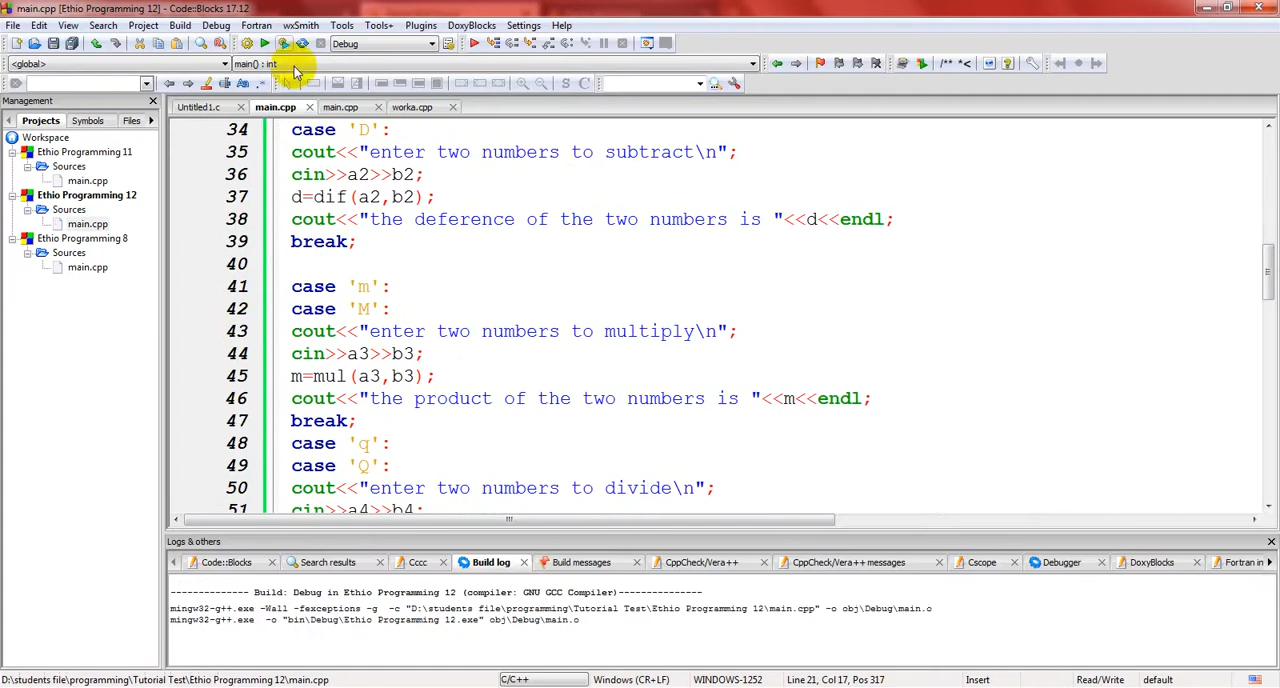 main.cpp [Ethio Programming 12] - Code::Blocks 17.12
File Edit View Search Project Build Debug Fortran wxSmith Tools Tools+ Plugins DoxyBlocks Settings Help
Debug
<global> main() : int
/** *<
Aa .* S C
Management
Projects Symbols Files
Untitled1.c main.cpp main.cpp worka.cpp
Workspace
Ethio Programming 11
Sources
main.cpp
Ethio Programming 12
Sources
main.cpp
Ethio Programming 8
Sources
main.cpp
34 case 'D':
35 cout<<"enter two numbers to subtract\n";
36 cin>>a2>>b2;
37 d=dif(a2,b2);
38 cout<<"the deference of the two numbers is "<<d<<endl;
39 break;
40
41 case 'm':
42 case 'M':
43 cout<<"enter two numbers to multiply\n";
44 cin>>a3>>b3;
45 m=mul(a3,b3);
46 cout<<"the product of the two numbers is "<<m<<endl;
47 break;
48 case 'q':
49 case 'Q':
50 cout<<"enter two numbers to divide\n";
51 cin>>a4>>b4;
Logs & others
Code::Blocks Search results Cccc Build log Build messages CppCheck/Vera++ CppCheck/Vera++ messages Cscope Debugger DoxyBlocks Fortran in
-------------- Build: Debug in Ethio Programming 12 (compiler: GNU GCC Compiler)---------------
mingw32-g++.exe -Wall -fexceptions -g -c "D:\students file\programming\Tutorial Test\Ethio Programming 12\main.cpp" -o obj\Debug\main.o
mingw32-g++.exe -o "bin\Debug\Ethio Programming 12.exe" obj\Debug\main.o
D:\students file\programming\Tutorial Test\Ethio Programming 12\main.cpp C/C++ Windows (CR+LF) WINDOWS-1252 Line 21, Col 17, Pos 317 Insert Read/Write default